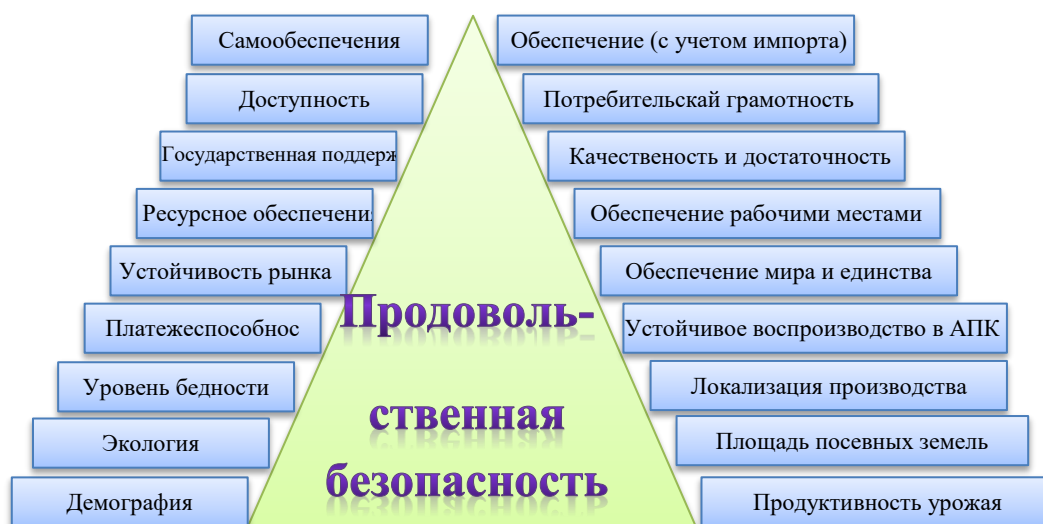 Самообеспечения
Обеспечение (с учетом импорта)
Доступность
Потребительскай грамотность
Государственная поддерж
Качественость и достаточность
Ресурсное обеспечения
Обеспечение рабочими местами
Устойчивость рынка
Обеспечение мира и единства
Платежеспособнос
Устойчивое воспроизводство в АПК
Уровень бедности
Локализация производства
Экология
Площадь посевных земель
Демография
Продуктивность урожая
Продоволь-
ственная
безопасность